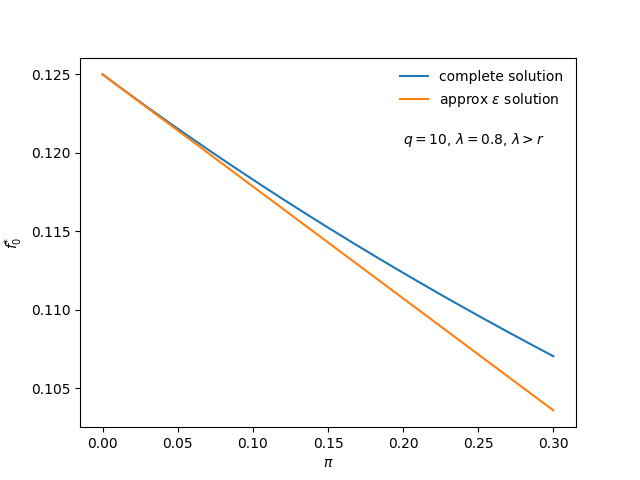 complete solution
approx ε solution
q = 10, λ = 0.8, λ > r
0.125
0.120
0.115
0.110
0.105
f₀*
0.00 0.05 0.10 0.15 0.20 0.25 0.30
π